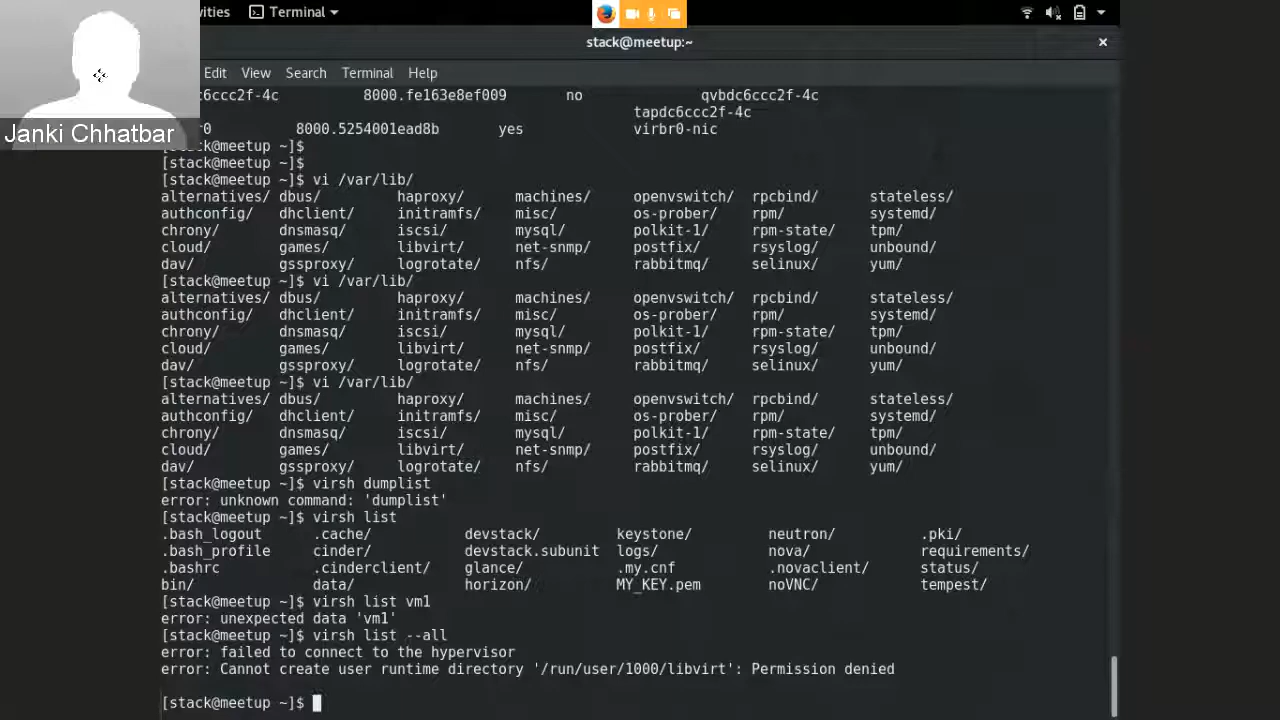 vities Terminal
stack@meetup:~
Edit View Search Terminal Help
c6ccc2f-4c 8000.fe163e8ef009 no qvbdc6ccc2f-4c
tapdc6ccc2f-4c
Janki Chhatbar
r0 8000.5254001ead8b yes virbr0-nic
[stack@meetup ~]$
[stack@meetup ~]$
[stack@meetup ~]$ vi /var/lib/
alternatives/ dbus/ haproxy/ machines/ openvswitch/ rpcbind/ stateless/
authconfig/ dhclient/ initramfs/ misc/ os-prober/ rpm/ systemd/
chrony/ dnsmasq/ iscsi/ mysql/ polkit-1/ rpm-state/ tpm/
cloud/ games/ libvirt/ net-snmp/ postfix/ rsyslog/ unbound/
dav/ gssproxy/ logrotate/ nfs/ rabbitmq/ selinux/ yum/
[stack@meetup ~]$ vi /var/lib/
alternatives/ dbus/ haproxy/ machines/ openvswitch/ rpcbind/ stateless/
authconfig/ dhclient/ initramfs/ misc/ os-prober/ rpm/ systemd/
chrony/ dnsmasq/ iscsi/ mysql/ polkit-1/ rpm-state/ tpm/
cloud/ games/ libvirt/ net-snmp/ postfix/ rsyslog/ unbound/
dav/ gssproxy/ logrotate/ nfs/ rabbitmq/ selinux/ yum/
[stack@meetup ~]$ vi /var/lib/
alternatives/ dbus/ haproxy/ machines/ openvswitch/ rpcbind/ stateless/
authconfig/ dhclient/ initramfs/ misc/ os-prober/ rpm/ systemd/
chrony/ dnsmasq/ iscsi/ mysql/ polkit-1/ rpm-state/ tpm/
cloud/ games/ libvirt/ net-snmp/ postfix/ rsyslog/ unbound/
dav/ gssproxy/ logrotate/ nfs/ rabbitmq/ selinux/ yum/
[stack@meetup ~]$ virsh dumplist
error: unknown command: 'dumplist'
[stack@meetup ~]$ virsh list
.bash_logout .cache/ devstack/ keystone/ neutron/ .pki/
.bash_profile cinder/ devstack.subunit logs/ nova/ requirements/
.bashrc .cinderclient/ glance/ .my.cnf .novaclient/ status/
bin/ data/ horizon/ MY_KEY.pem noVNC/ tempest/
[stack@meetup ~]$ virsh list vm1
error: unexpected data 'vm1'
[stack@meetup ~]$ virsh list --all
error: failed to connect to the hypervisor
error: Cannot create user runtime directory '/run/user/1000/libvirt': Permission denied
[stack@meetup ~]$